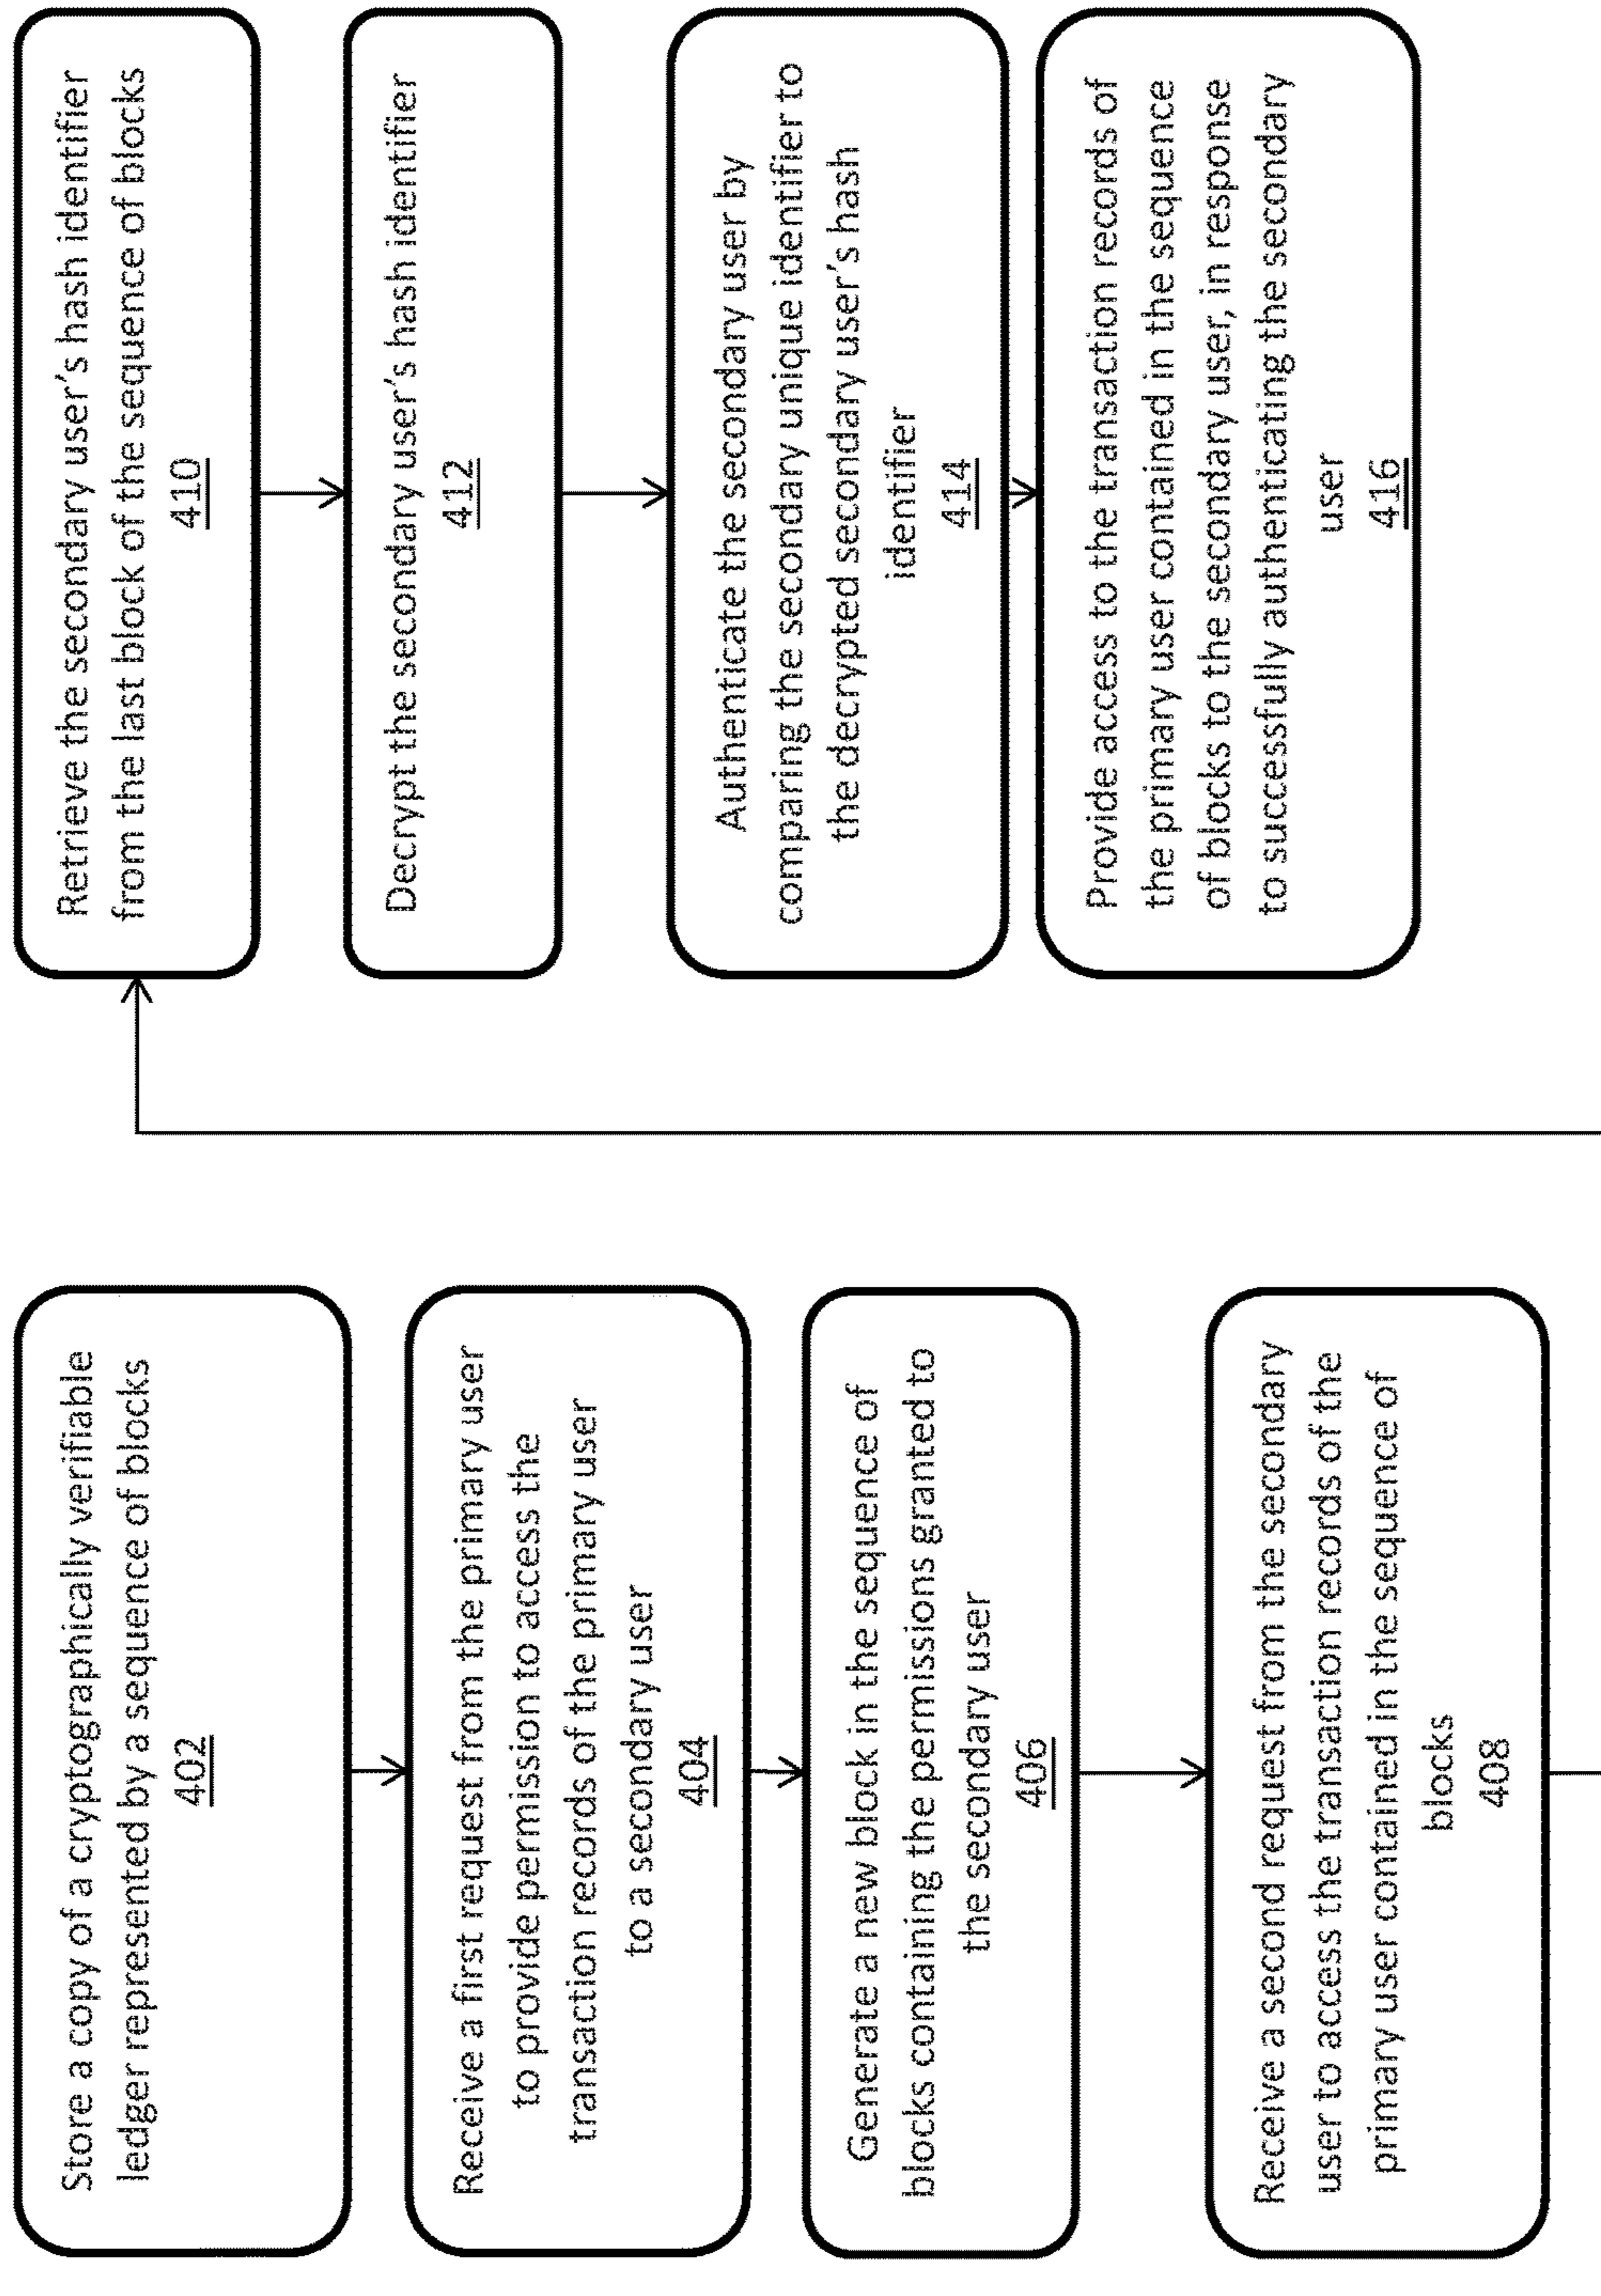 Store a copy of a cryptographically verifiable
ledger represented by a sequence of blocks
402
Receive a first request from the primary user
to provide permission to access the
transaction records of the primary user
to a secondary user
404
Generate a new block in the sequence of
blocks containing the permissions granted to
the secondary user
406
Receive a second request from the secondary
user to access the transaction records of the
primary user contained in the sequence of
blocks
408
Retrieve the secondary user's hash identifier
from the last block of the sequence of blocks
410
Decrypt the secondary user's hash identifier
412
Authenticate the secondary user by
comparing the secondary unique identifier to
the decrypted secondary user's hash
identifier
414
Provide access to the transaction records of
the primary user contained in the sequence
of blocks to the secondary user, in response
to successfully authenticating the secondary
user
416